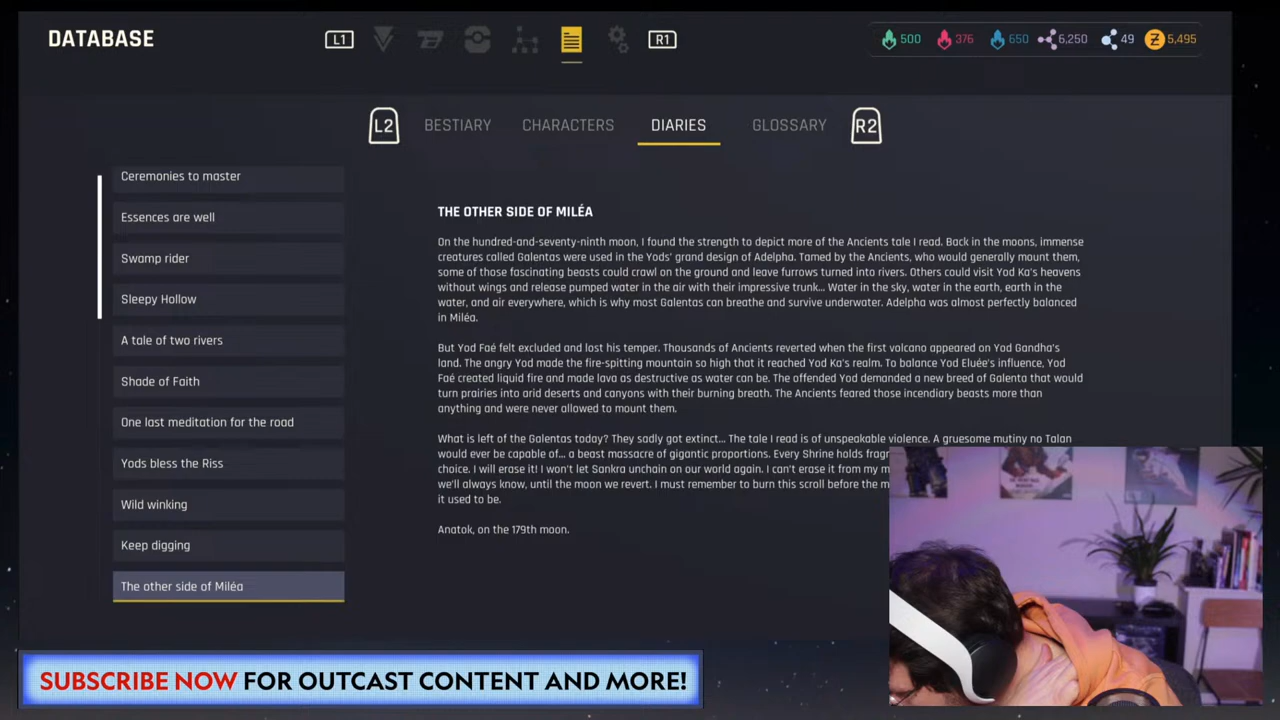 DATABASE
L1
R1
500
376
650
6,250
49
5,495
L2
BESTIARY
CHARACTERS
DIARIES
GLOSSARY
R2
Ceremonies to master
Essences are well
Swamp rider
Sleepy Hollow
A tale of two rivers
Shade of Faith
One last meditation for the road
Yods bless the Riss
Wild winking
Keep digging
The other side of Miléa
THE OTHER SIDE OF MILÉA
On the hundred-and-seventy-ninth moon, I found the strength to depict more of the Ancients tale I read. Back in the moons, immense
creatures called Galentas were used in the Yods' grand design of Adelpha. Tamed by the Ancients, who would generally mount them,
some of those fascinating beasts could crawl on the ground and leave furrows turned into rivers. Others could visit Yod Ka's heavens
without wings and release pumped water in the air with their impressive trunk... Water in the sky, water in the earth, earth in the
water, and air everywhere, which is why most Galentas can breathe and survive underwater. Adelpha was almost perfectly balanced
in Miléa.
But Yod Faé felt excluded and lost his temper. Thousands of Ancients reverted when the first volcano appeared on Yod Gandha's
land. The angry Yod made the fire-spitting mountain so high that it reached Yod Ka's realm. To balance Yod Eluée's influence, Yod
Faé created liquid fire and made lava as destructive as water can be. The offended Yod demanded a new breed of Galenta that would
turn prairies into arid deserts and canyons with their burning breath. The Ancients feared those incendiary beasts more than
anything and were never allowed to mount them.
What is left of the Galentas today? They sadly got extinct... The tale I read is of unspeakable violence. A gruesome mutiny no Talan
would ever be capable of... a beast massacre of gigantic proportions. Every Shrine holds
choice. I will erase it! I won't let Sankra unchain on our world again. I can't erase it from my
we'll always know, until the moon we revert. I must remember to burn this scroll before the
it used to be.
Anatok, on the 179th moon.
SUBSCRIBE NOW FOR OUTCAST CONTENT AND MORE!